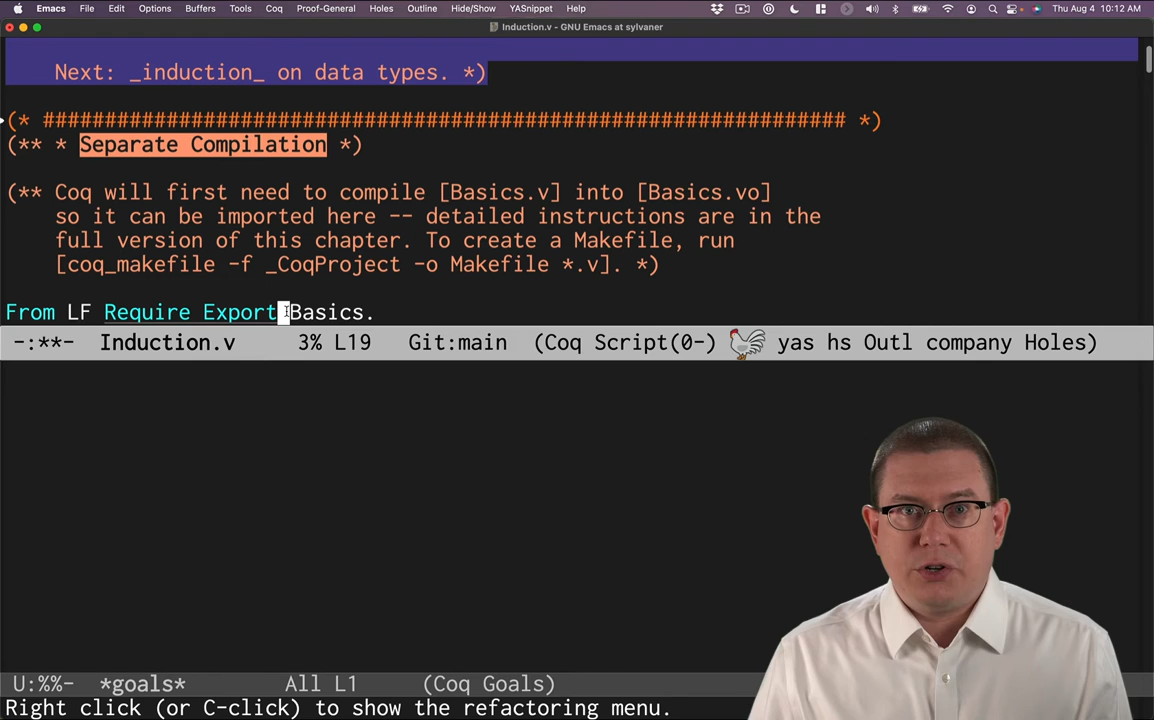 Emacs File Edit Options Buffers Tools Coq Proof-General Holes Outline Hide/Show YASnippet Help Thu Aug 4 10:12 AM
Induction.v - GNU Emacs at sylvaner
Next: _induction_ on data types. *)
(* ################################################################## *)
(** * Separate Compilation *)
(** Coq will first need to compile [Basics.v] into [Basics.vo]
so it can be imported here -- detailed instructions are in the
full version of this chapter. To create a Makefile, run
[coq_makefile -f _CoqProject -o Makefile *.v]. *)
From LF Require Export Basics.
-:**- Induction.v 3% L19 Git:main (Coq Script(0-) yas hs Outl company Holes)
U:%%- *goals* All L1 (Coq Goals)
Right click (or C-click) to show the refactoring menu.